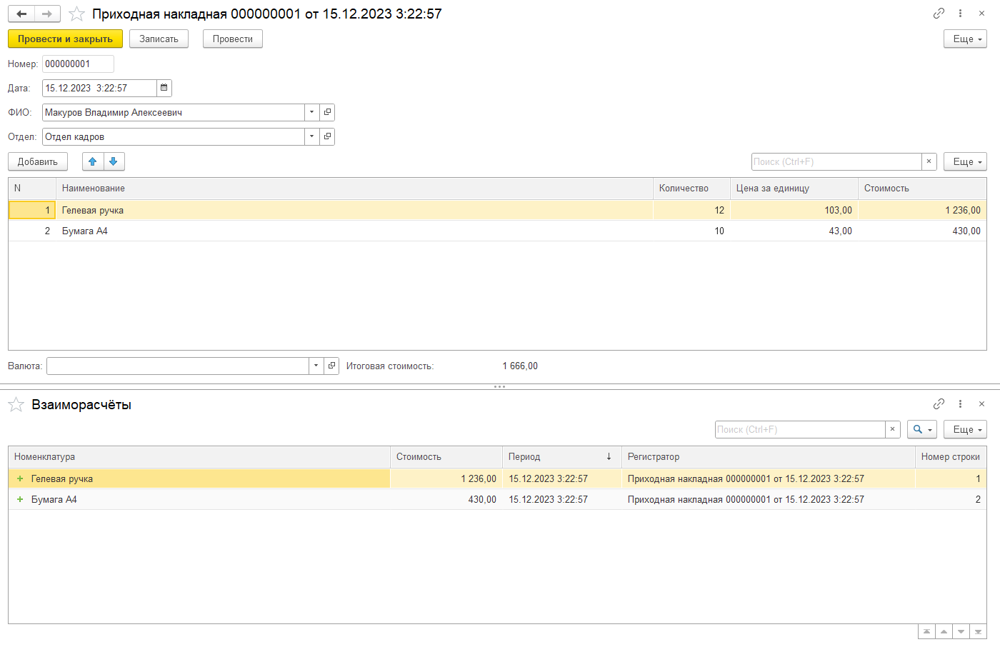 Приходная накладная 000000001 от 15.12.2023 3:22:57
Провести и закрыть Записать Провести Еще
Номер: 000000001
Дата: 15.12.2023 3:22:57
ФИО: Макуров Владимир Алексеевич
Отдел: Отдел кадров
Добавить Поиск (Ctrl+F) Еще
N Наименование Количество Цена за единицу Стоимость
1 Гелевая ручка 12 103,00 1 236,00
2 Бумага А4 10 43,00 430,00
Валюта: Итоговая стоимость: 1 666,00
Взаиморасчёты
Поиск (Ctrl+F) Еще
Номенклатура Стоимость Период Регистратор Номер строки
Гелевая ручка 1 236,00 15.12.2023 3:22:57 Приходная накладная 000000001 от 15.12.2023 3:22:57 1
Бумага А4 430,00 15.12.2023 3:22:57 Приходная накладная 000000001 от 15.12.2023 3:22:57 2